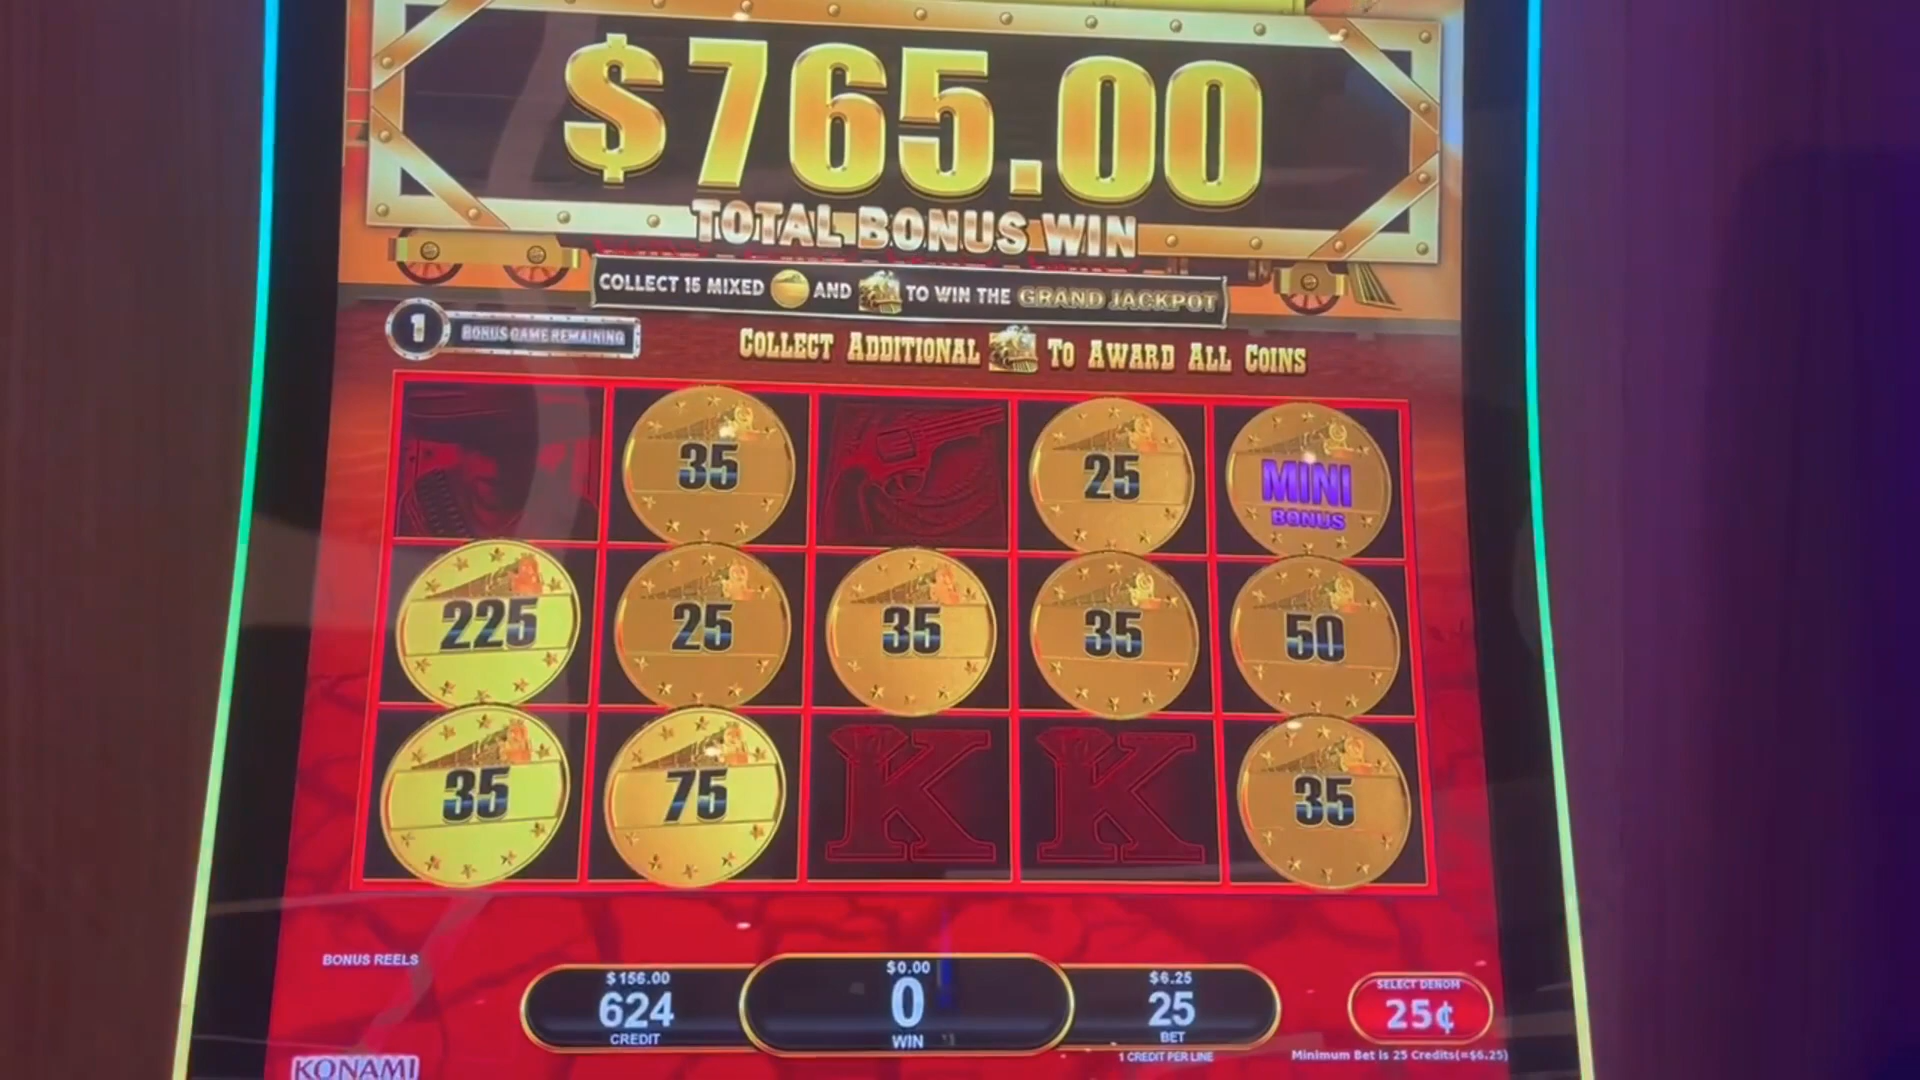 $765.00
TOTAL BONUS WIN
COLLECT 15 MIXED AND TO WIN THE GRAND JACKPOT
1 BONUS GAME REMAINING
COLLECT ADDITIONAL TO AWARD ALL COINS
35
25
MINI
BONUS
225
25
35
35
50
35
75
K
K
35
BONUS REELS
$156.00
624
CREDIT
$0.00
0
WIN
$6.25
25
BET
1 CREDIT PER LINE
SELECT DENOM
25¢
Minimum Bet is 25 Credits(=$6.25)
KONAMI